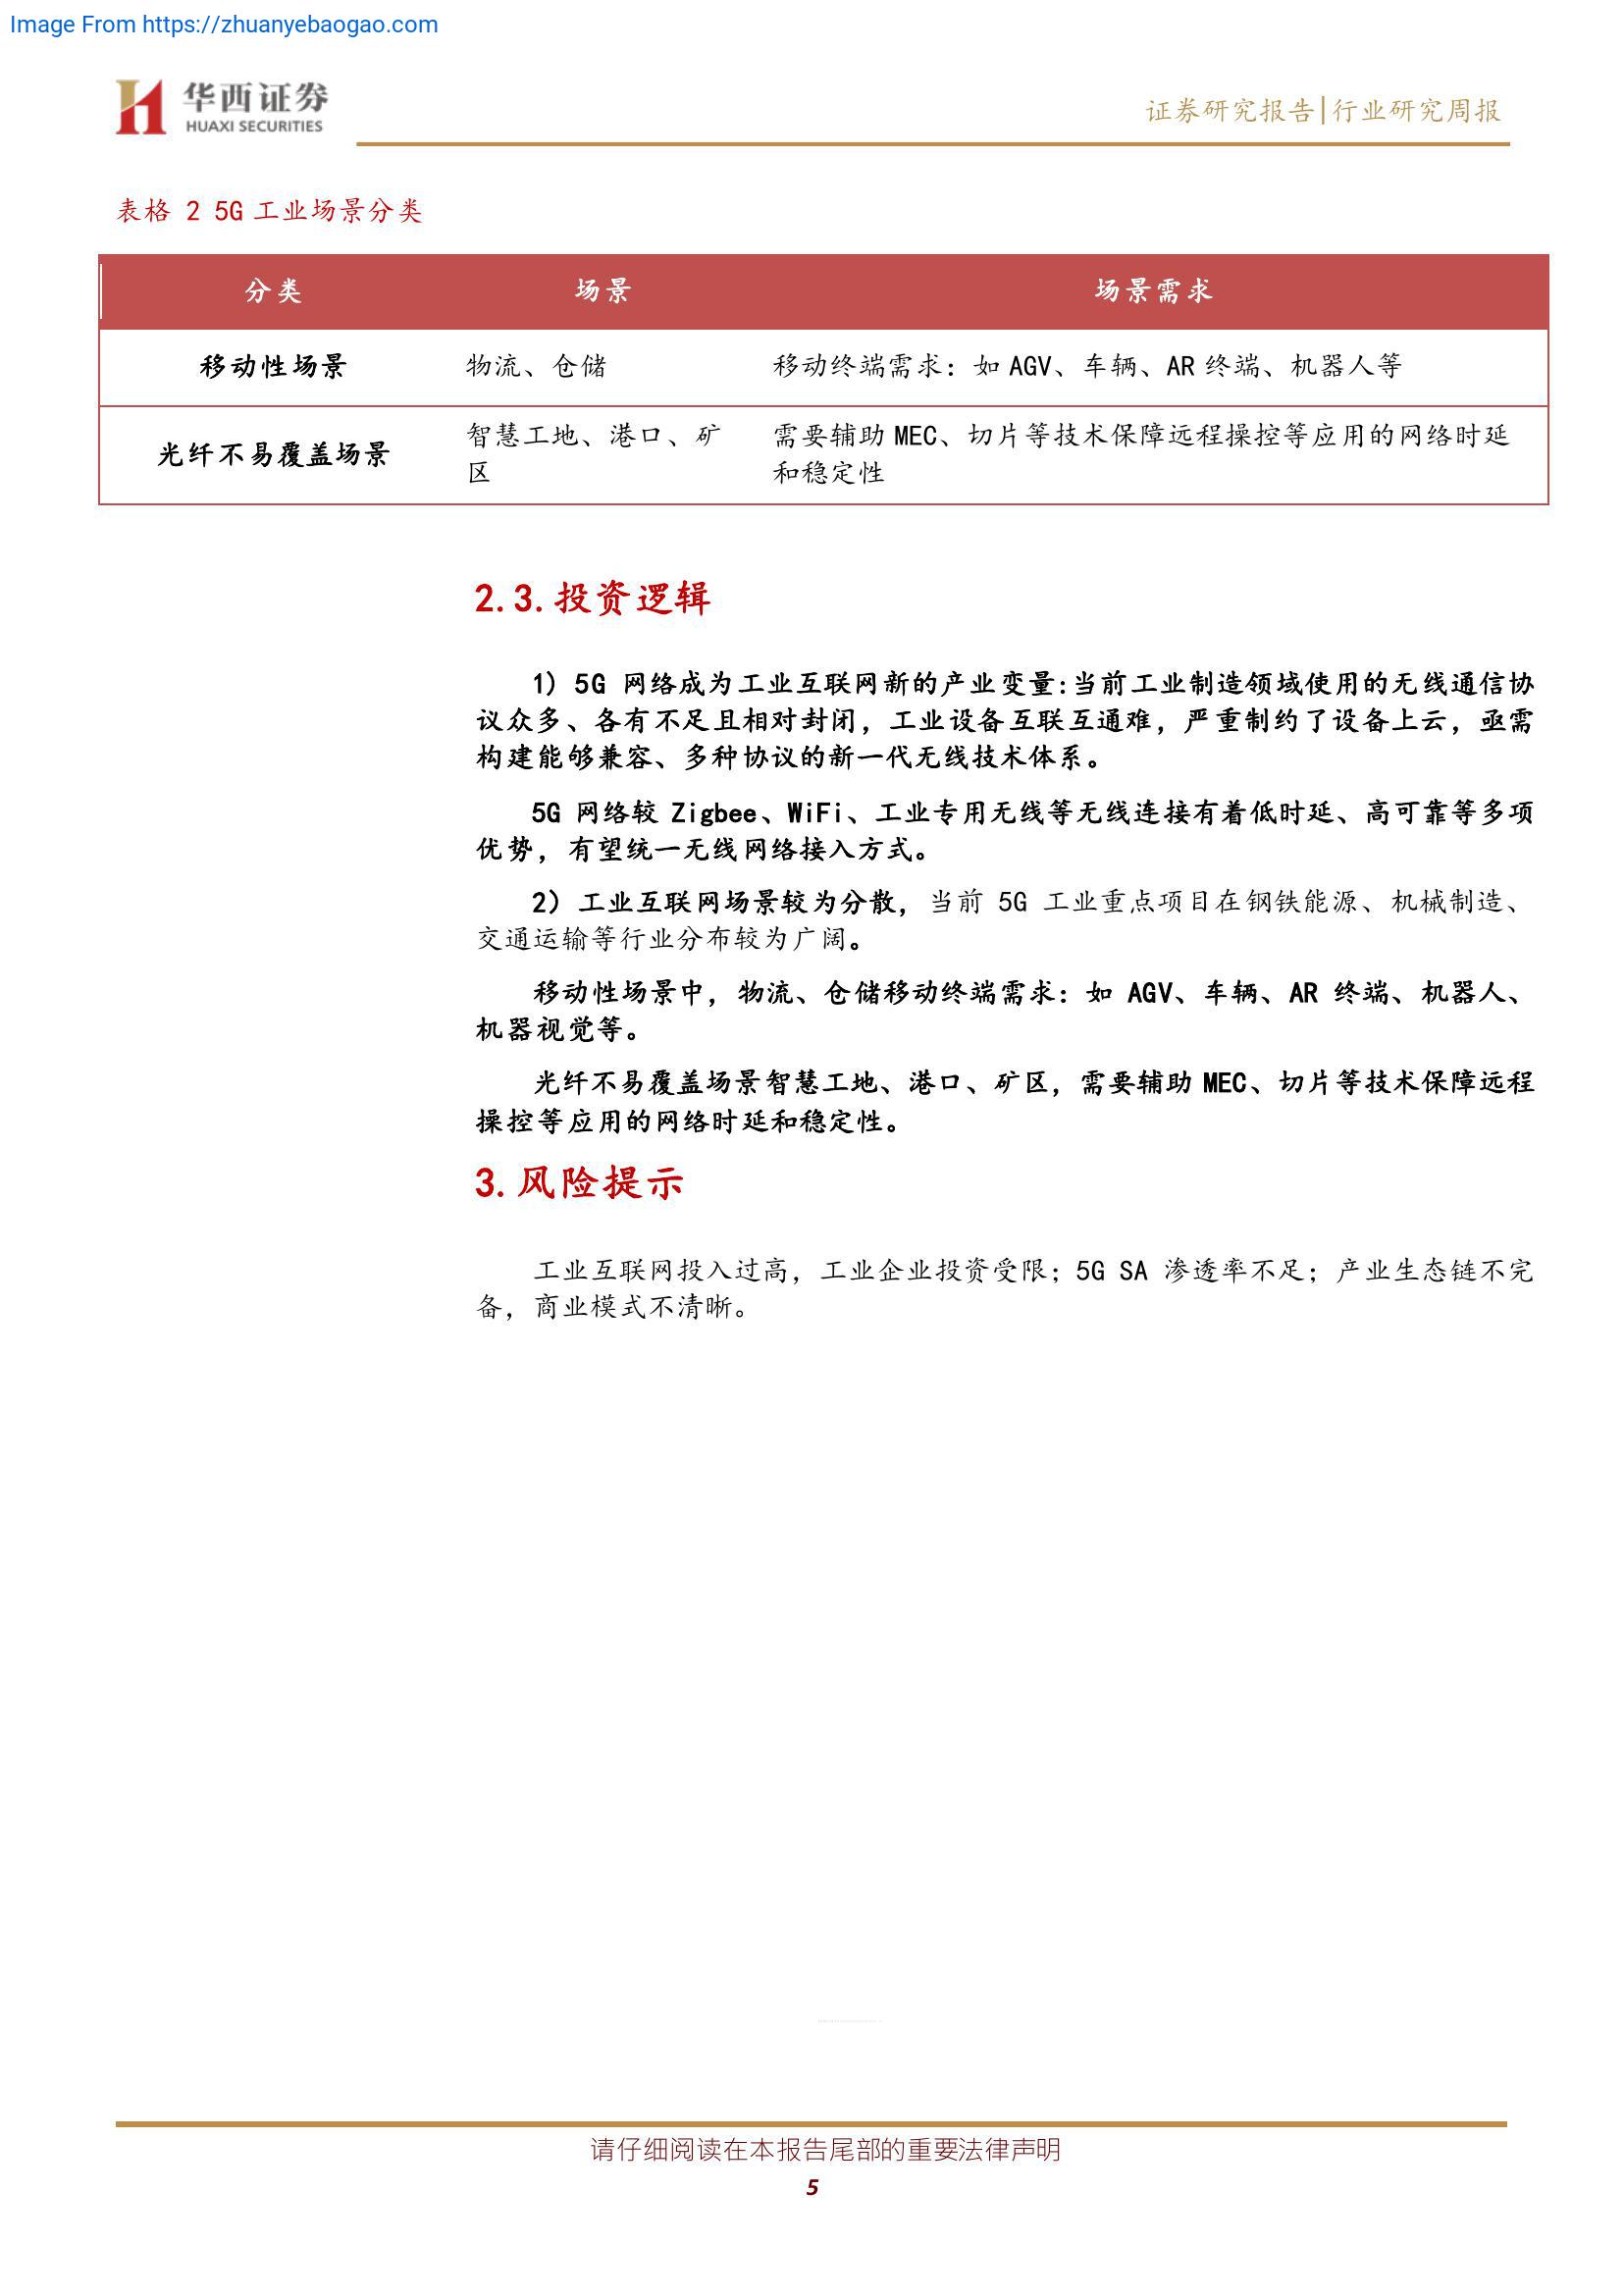 Image From https://zhuanyebaogao.com
华西证券
HUAXI SECURITIES
证券研究报告|行业研究周报
表格 2 5G 工业场景分类
分类 场景 场景需求
移动性场景 物流、仓储 移动终端需求：如 AGV、车辆、AR 终端、机器人等
光纤不易覆盖场景 智慧工地、港口、矿区 需要辅助 MEC、切片等技术保障远程操控等应用的网络时延和稳定性
2.3.投资逻辑
1) 5G 网络成为工业互联网新的产业变量:当前工业制造领域使用的无线通信协
议众多、各有不足且相对封闭，工业设备互联互通难，严重制约了设备上云，亟需
构建能够兼容、多种协议的新一代无线技术体系。
5G 网络较 Zigbee、WiFi、工业专用无线等无线连接有着低时延、高可靠等多项
优势，有望统一无线网络接入方式。
2）工业互联网场景较为分散，当前 5G 工业重点项目在钢铁能源、机械制造、
交通运输等行业分布较为广阔。
移动性场景中，物流、仓储移动终端需求：如 AGV、车辆、AR 终端、机器人、
机器视觉等。
光纤不易覆盖场景智慧工地、港口、矿区，需要辅助 MEC、切片等技术保障远程
操控等应用的网络时延和稳定性。
3.风险提示
工业互联网投入过高，工业企业投资受限；5G SA 渗透率不足；产业生态链不完
备，商业模式不清晰。
请仔细阅读在本报告尾部的重要法律声明
5